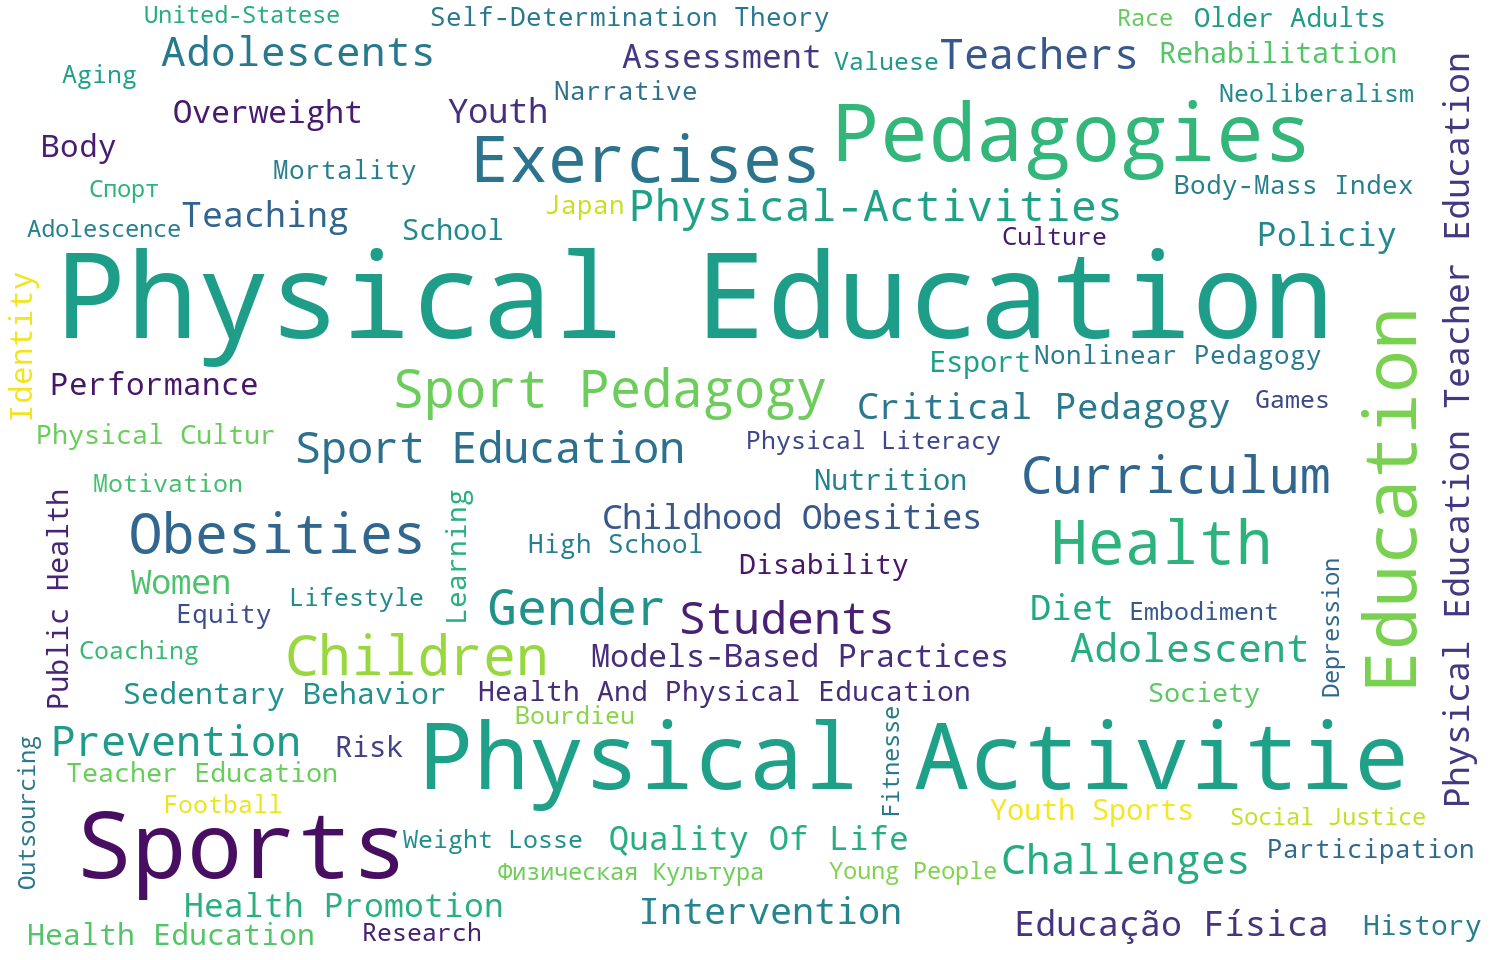 United-Statese
Self-Determination Theory
Race
Older Adults
Adolescents
Assessment
Valuese
Teachers
Rehabilitation
Aging
Narrative
Neoliberalism
Overweight
Youth
Pedagogies
Body
Exercises
Mortality
Body-Mass Index
Спорт
Teaching
Japan
Physical-Activities
Adolescence
School
Culture
Policiy
Physical Education
Identity
Education
Physical Education Teacher Education
Esport
Nonlinear Pedagogy
Performance
Sport Pedagogy
Critical Pedagogy
Games
Physical Cultur
Sport Education
Physical Literacy
Motivation
Nutrition
Curriculum
Public Health
Obesities
Learning
Childhood Obesities
High School
Health
Disability
Women
Lifestyle
Equity
Gender
Students
Diet
Embodiment
Depression
Coaching
Children
Models-Based Practices
Adolescent
Sedentary Behavior
Health And Physical Education
Society
Bourdieu
Prevention
Risk
Physical Activitie
Fitnesse
Outsourcing
Teacher Education
Football
Sports
Youth Sports
Social Justice
Weight Losse
Quality Of Life
Challenges
Participation
Физическая Культура
Young People
Health Promotion
Intervention
Educação Física
History
Health Education
Research